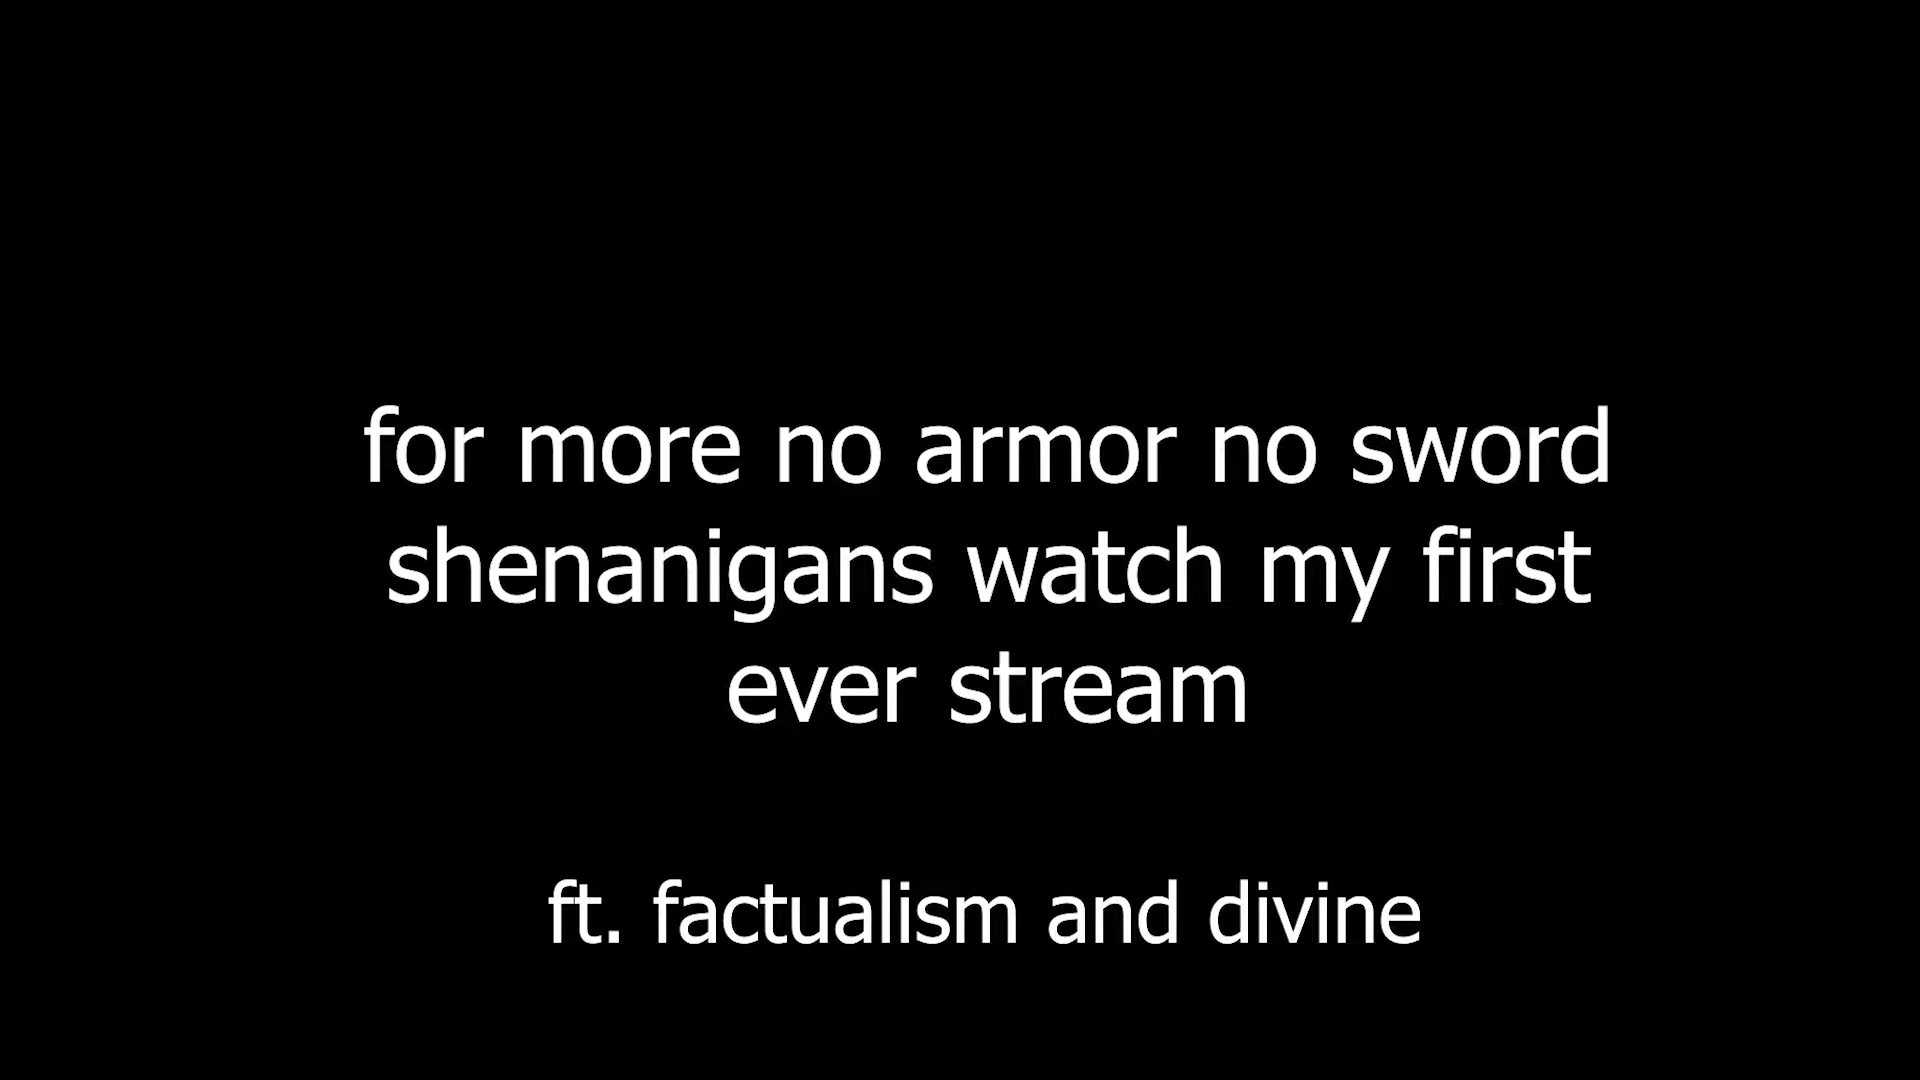 for more no armor no sword
shenanigans watch my first
ever stream
ft. factualism and divine